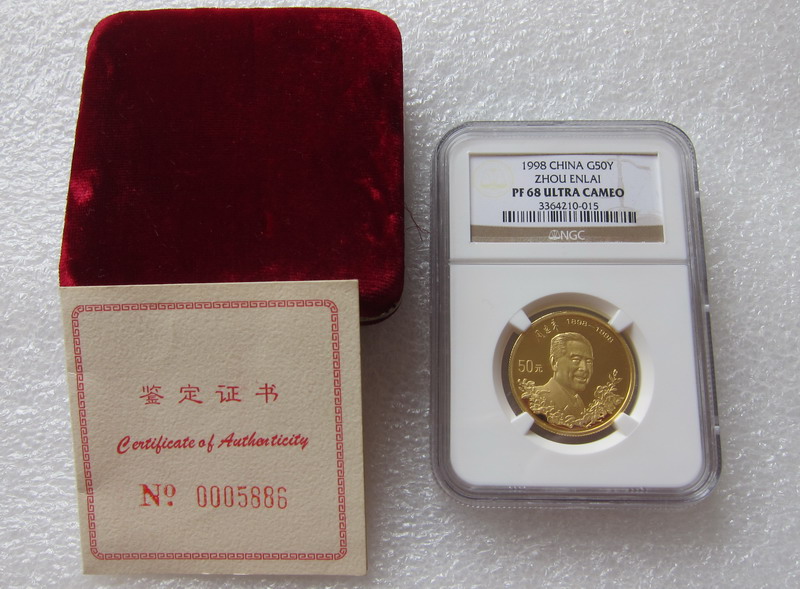 鉴定证书
Certificate of Authenticity
Nº 0005886
1998 CHINA G50Y
ZHOU ENLAI
PF 68 ULTRA CAMEO
3364210-015
NGC
周恩来 1898-1998
50元